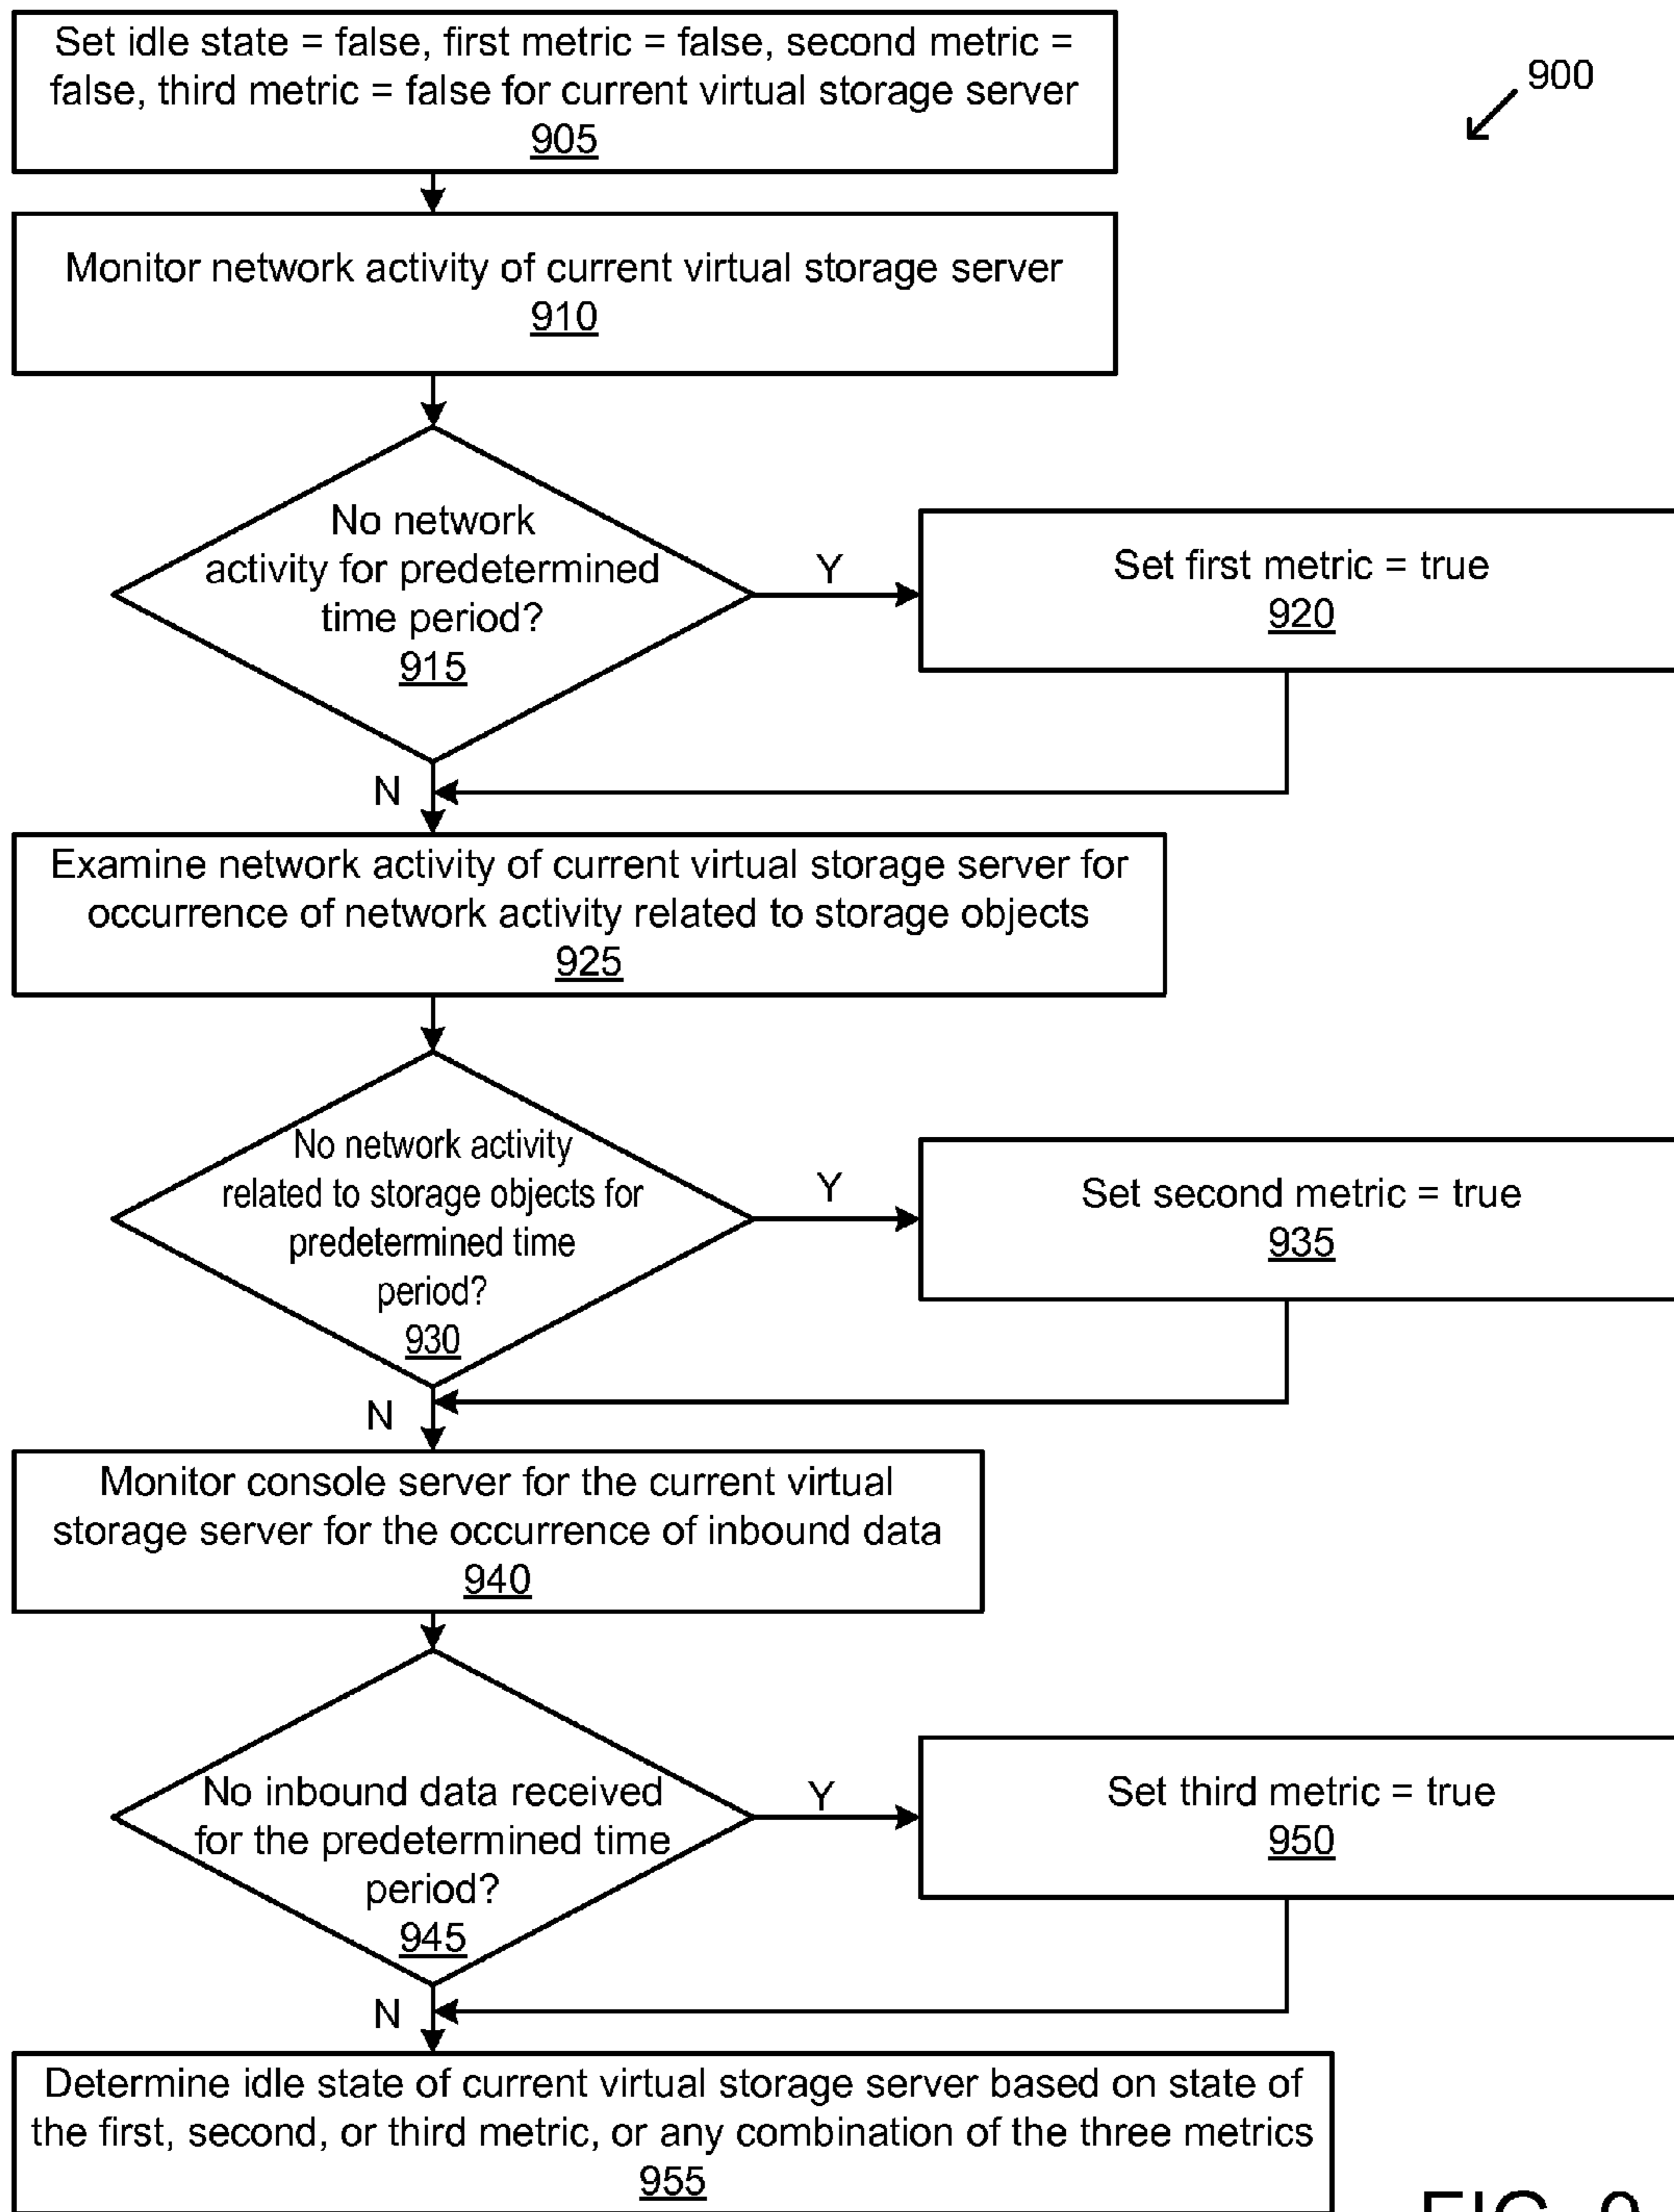 Set idle state = false, first metric = false, second metric =
false, third metric = false for current virtual storage server
905
900
Monitor network activity of current virtual storage server
910
No network
activity for predetermined
time period?
915
Y
Set first metric = true
920
N
Examine network activity of current virtual storage server for
occurrence of network activity related to storage objects
925
No network activity
related to storage objects for
predetermined time
period?
930
Y
Set second metric = true
935
N
Monitor console server for the current virtual
storage server for the occurrence of inbound data
940
No inbound data received
for the predetermined time
period?
945
Y
Set third metric = true
950
N
Determine idle state of current virtual storage server based on state of
the first, second, or third metric, or any combination of the three metrics
955
FIG. 9